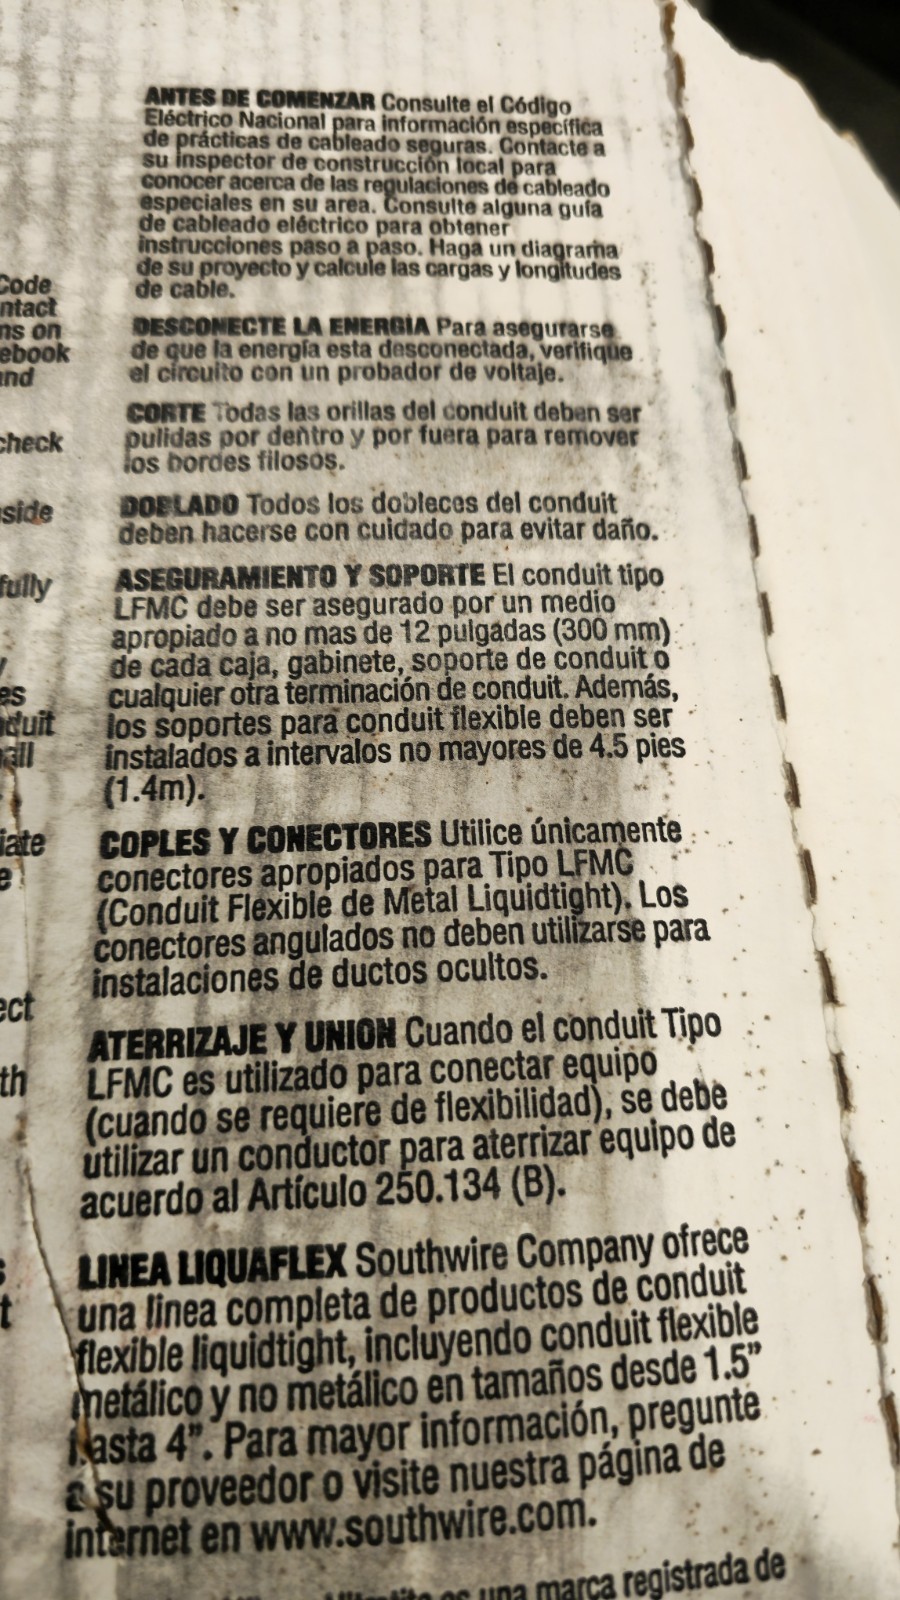 ANTES DE COMENZAR Consulte el Código
Eléctrico Nacional para información específica
de prácticas de cableado seguras. Contacte a
su inspector de construcción local para
conocer acerca de las regulaciones de cableado
especiales en su area. Consulte alguna guía
de cableado eléctrico para obtener
instrucciones paso a paso. Haga un diagrama
de su proyecto y calcule las cargas y longitudes
de cable.
DESCONECTE LA ENERGIA Para asegurarse
de que la energía esta desconectada, verifique
el circuito con un probador de voltaje.
CORTE Todas las orillas del conduit deben ser
pulidas por dentro y por fuera para remover
los bordes filosos.
DOBLADO Todos los dobleces del conduit
deben hacerse con cuidado para evitar daño.
ASEGURAMIENTO Y SOPORTE El conduit tipo
LFMC debe ser asegurado por un medio
apropiado a no mas de 12 pulgadas (300 mm)
de cada caja, gabinete, soporte de conduit o
cualquier otra terminación de conduit. Además,
los soportes para conduit flexible deben ser
instalados a intervalos no mayores de 4.5 pies
(1.4m).
COPLES Y CONECTORES Utilice únicamente
conectores apropiados para Tipo LFMC
(Conduit Flexible de Metal Liquidtight). Los
conectores angulados no deben utilizarse para
instalaciones de ductos ocultos.
ATERRIZAJE Y UNION Cuando el conduit Tipo
LFMC es utilizado para conectar equipo
(cuando se requiere de flexibilidad), se debe
utilizar un conductor para aterrizar equipo de
acuerdo al Artículo 250.134 (B).
LINEA LIQUAFLEX Southwire Company ofrece
una linea completa de productos de conduit
flexible liquidtight, incluyendo conduit flexible
metálico y no metálico en tamaños desde 1.5”
hasta 4”. Para mayor información, pregunte
a su proveedor o visite nuestra página de
internet en www.southwire.com.
es una marca registrada de
Code
ntact
ns on
ebook
and
check
side
fully
y
es
nduit
all
iate
e
ect
th
s
t